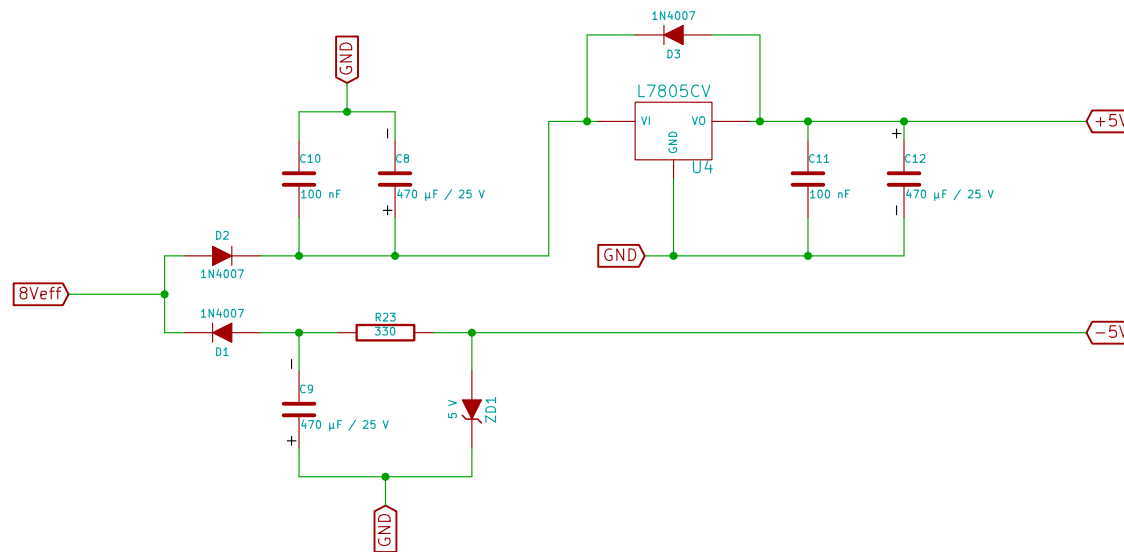 1N4007
D3
GND
L7805CV
VI
VO
GND
U4
+5V
−
C10
C8
100 nF
470 µF / 25 V
+
+
C11
C12
100 nF
470 µF / 25 V
−
D2
1N4007
GND
8Veff
1N4007
D1
R23
330
−5V
−
C9
470 µF / 25 V
+
5 V
ZD1
GND